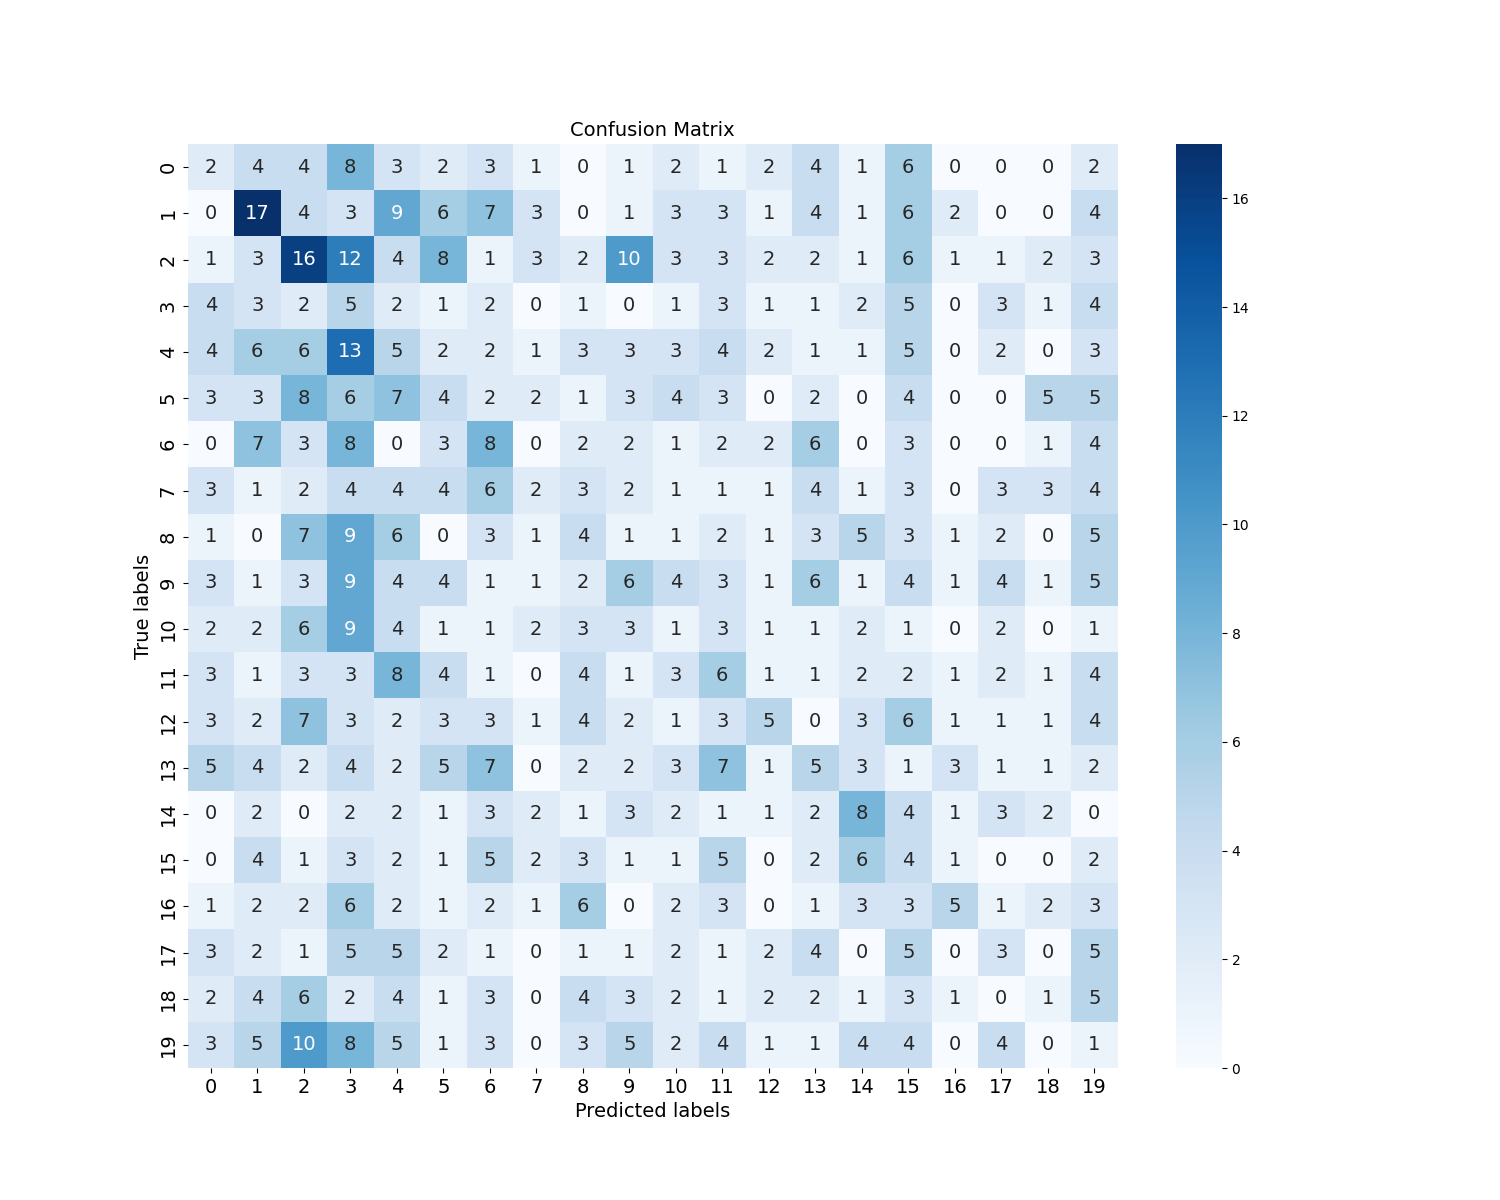 Confusion Matrix
0 2 4 4 8 3 2 3 1 0 1 2 1 2 4 1 6 0 0 0 2
1 0 17 4 3 9 6 7 3 0 1 3 3 1 4 1 6 2 0 0 4
2 1 3 16 12 4 8 1 3 2 10 3 3 2 2 1 6 1 1 2 3
3 4 3 2 5 2 1 2 0 1 0 1 3 1 1 2 5 0 3 1 4
4 4 6 6 13 5 2 2 1 3 3 3 4 2 1 1 5 0 2 0 3
5 3 3 8 6 7 4 2 2 1 3 4 3 0 2 0 4 0 0 5 5
6 0 7 3 8 0 3 8 0 2 2 1 2 2 6 0 3 0 0 1 4
7 3 1 2 4 4 4 6 2 3 2 1 1 1 4 1 3 0 3 3 4
8 1 0 7 9 6 0 3 1 4 1 1 2 1 3 5 3 1 2 0 5
9 3 1 3 9 4 4 1 1 2 6 4 3 1 6 1 4 1 4 1 5
10 2 2 6 9 4 1 1 2 3 3 1 3 1 1 2 1 0 2 0 1
11 3 1 3 3 8 4 1 0 4 1 3 6 1 1 2 2 1 2 1 4
12 3 2 7 3 2 3 3 1 4 2 1 3 5 0 3 6 1 1 1 4
13 5 4 2 4 2 5 7 0 2 2 3 7 1 5 3 1 3 1 1 2
14 0 2 0 2 2 1 3 2 1 3 2 1 1 2 8 4 1 3 2 0
15 0 4 1 3 2 1 5 2 3 1 1 5 0 2 6 4 1 0 0 2
16 1 2 2 6 2 1 2 1 6 0 2 3 0 1 3 3 5 1 2 3
17 3 2 1 5 5 2 1 0 1 1 2 1 2 4 0 5 0 3 0 5
18 2 4 6 2 4 1 3 0 4 3 2 1 2 2 1 3 1 0 1 5
19 3 5 10 8 5 1 3 0 3 5 2 4 1 1 4 4 0 4 0 1
0 1 2 3 4 5 6 7 8 9 10 11 12 13 14 15 16 17 18 19
Predicted labels
True labels
16
14
12
10
8
6
4
2
0